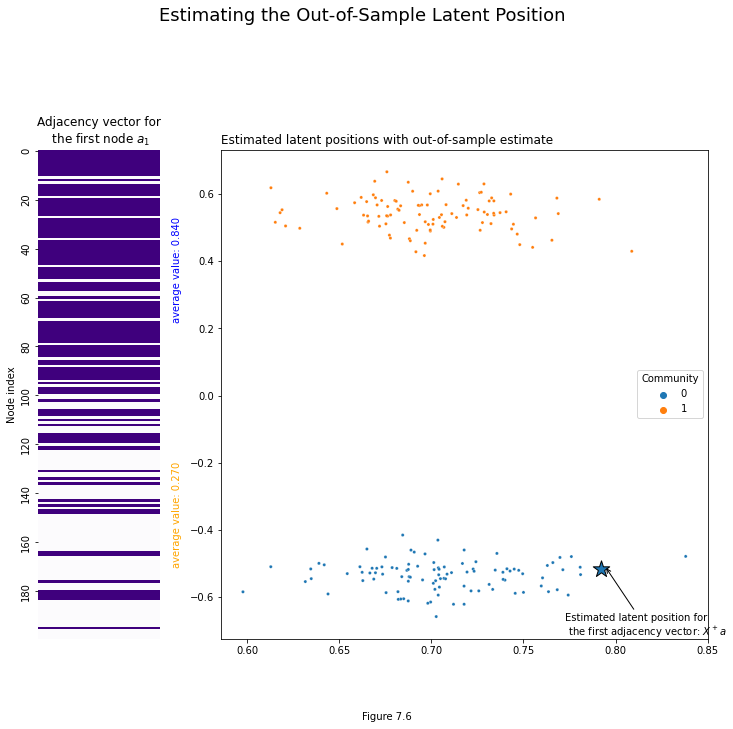 Estimating the Out-of-Sample Latent Position
Adjacency vector for
the first node a₁
Node index
0
20
40
60
80
100
120
140
160
180
average value: 0.840
average value: 0.270
Estimated latent positions with out-of-sample estimate
0.6
0.4
0.2
0.0
−0.2
−0.4
−0.6
0.60
0.65
0.70
0.75
0.80
0.85
Community
0
1
Estimated latent position for
the first adjacency vector: X⁺a
Figure 7.6